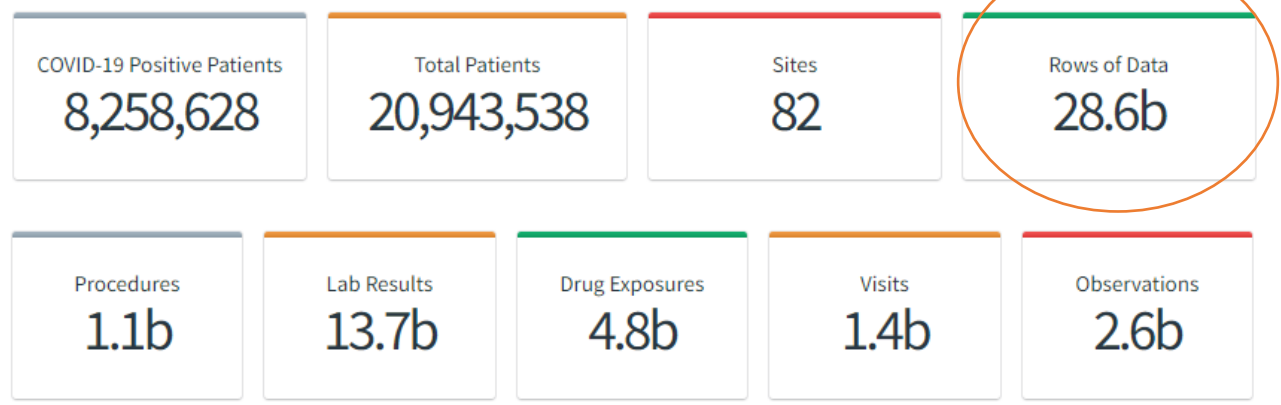 COVID-19 Positive Patients
8,258,628
Total Patients
20,943,538
Sites
82
Rows of Data
28.6b
Procedures
1.1b
Lab Results
13.7b
Drug Exposures
4.8b
Visits
1.4b
Observations
2.6b